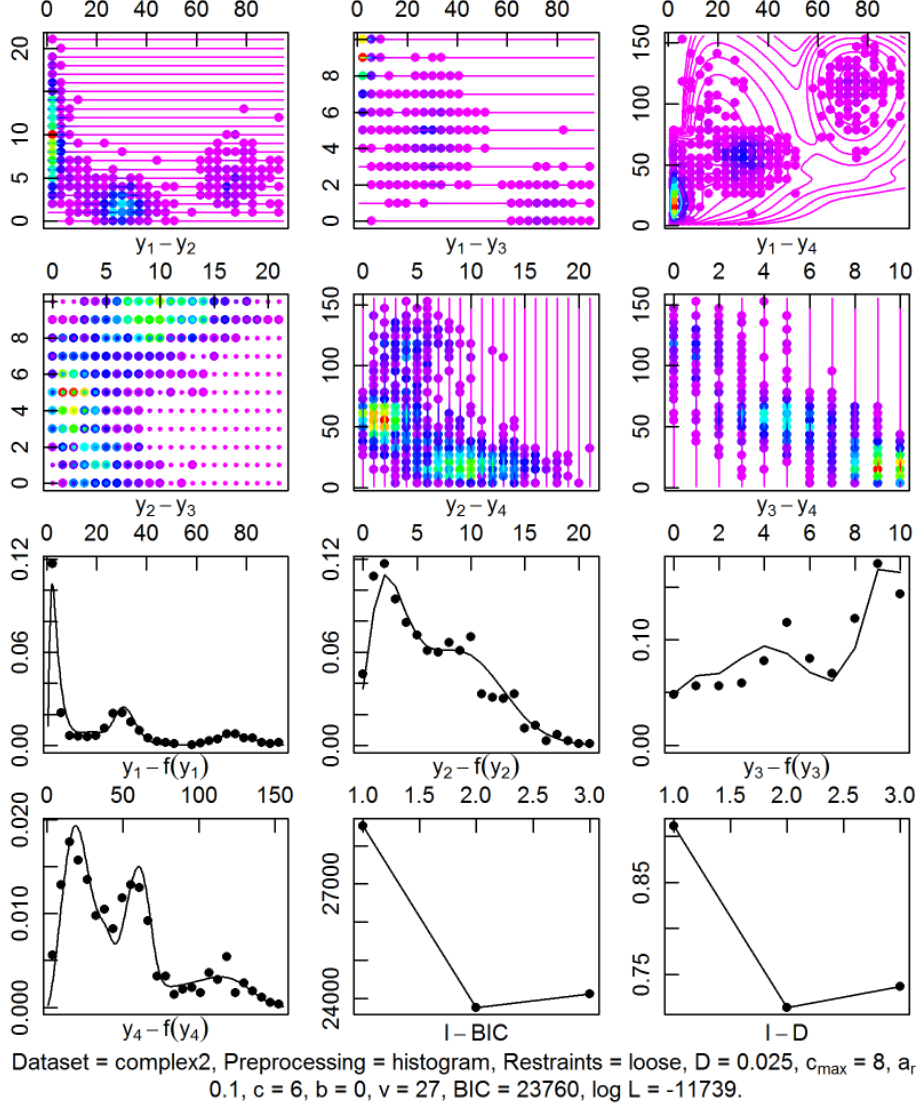 0 20 40 60 80
0 20 40 60 80
0 20 40 60 80
0 5 10 15 20
0 2 4 6 8
0 50 100 150
y1 – y2
y1 – y3
y1 – y4
0 5 10 15 20
0 5 10 15 20
0 2 4 6 8 10
0 2 4 6 8
0 50 100 150
0 50 100 150
y2 – y3
y2 – y4
y3 – y4
0 20 40 60 80
0 5 10 15 20
0 2 4 6 8 10
0.00 0.06 0.12
0.00 0.06 0.12
0.00 0.10
y1 – f(y1)
y2 – f(y2)
y3 – f(y3)
0 50 100 150
1.0 2.0 3.0
1.0 2.0 3.0
0.000 0.010 0.020
24000 27000
0.75 0.85
y4 – f(y4)
l – BIC
l – D
Dataset = complex2, Preprocessing = histogram, Restraints = loose, D = 0.025, cmax = 8, ar
0.1, c = 6, b = 0, v = 27, BIC = 23760, log L = -11739.